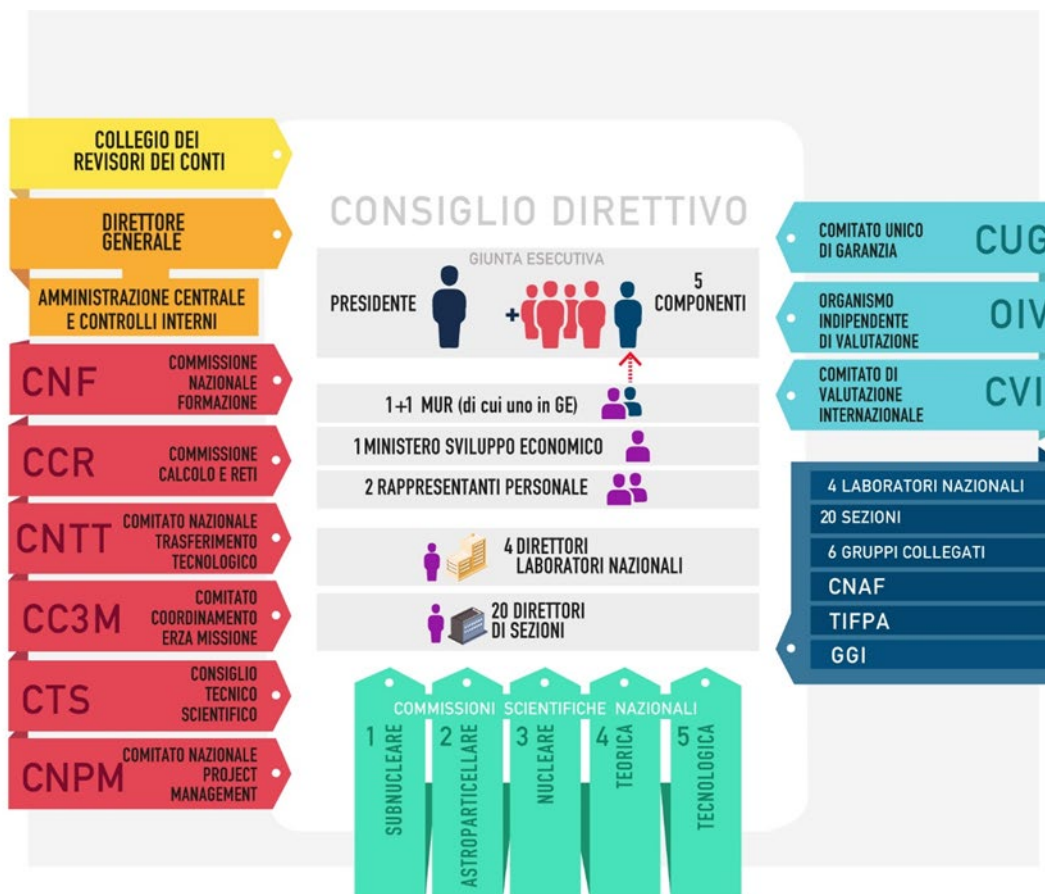 COLLEGIO DEI
REVISORI DEI CONTI
DIRETTORE
GENERALE
AMMINISTRAZIONE CENTRALE
E CONTROLLI INTERNI
CNF
COMMISSIONE
NAZIONALE
FORMAZIONE
CCR
COMMISSIONE
CALCOLO E RETI
CNTT
COMITATO NAZIONALE
TRASFERIMENTO
TECNOLOGICO
CC3M
COMITATO
COORDINAMENTO
ERZA MISSIONE
CTS
CONSIGLIO
TECNICO
SCIENTIFICO
CNPM
COMITATO NAZIONALE
PROJECT
MANAGEMENT
CONSIGLIO DIRETTIVO
GIUNTA ESECUTIVA
PRESIDENTE
+
5
COMPONENTI
1+1 MUR (di cui uno in GE)
1 MINISTERO SVILUPPO ECONOMICO
2 RAPPRESENTANTI PERSONALE
4 DIRETTORI
LABORATORI NAZIONALI
20 DIRETTORI
DI SEZIONI
COMMISSIONI SCIENTIFICHE NAZIONALI
1 SUBNUCLEARE
2 ASTROPARTICELLARE
3 NUCLEARE
4 TEORICA
5 TECNOLOGICA
COMITATO UNICO
DI GARANZIA
CUG
ORGANISMO
INDIPENDENTE
DI VALUTAZIONE
OIV
COMITATO DI
VALUTAZIONE
INTERNAZIONALE
CVI
4 LABORATORI NAZIONALI
20 SEZIONI
6 GRUPPI COLLEGATI
CNAF
TIFPA
GGI